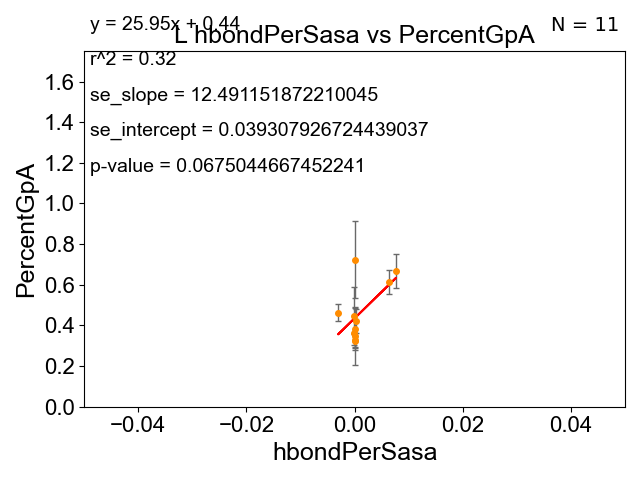 y = 25.95x + 0.44
N = 11
L hbondPerSasa vs PercentGpA
r^2 = 0.32
se_slope = 12.491151872210045
se_intercept = 0.039307926724439037
p-value = 0.0675044667452241
PercentGpA
1.6
1.4
1.2
1.0
0.8
0.6
0.4
0.2
0.0
−0.04
−0.02
0.00
0.02
0.04
hbondPerSasa